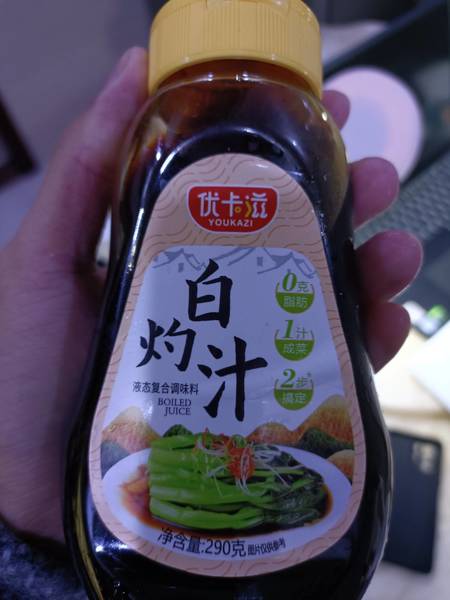 优卡滋
YOUKAZI
白灼汁
液态复合调味料
BOILED
JUICE
0克
脂肪
1汁
成菜
2步*
搞定
净含量:290克 图片仅供参考